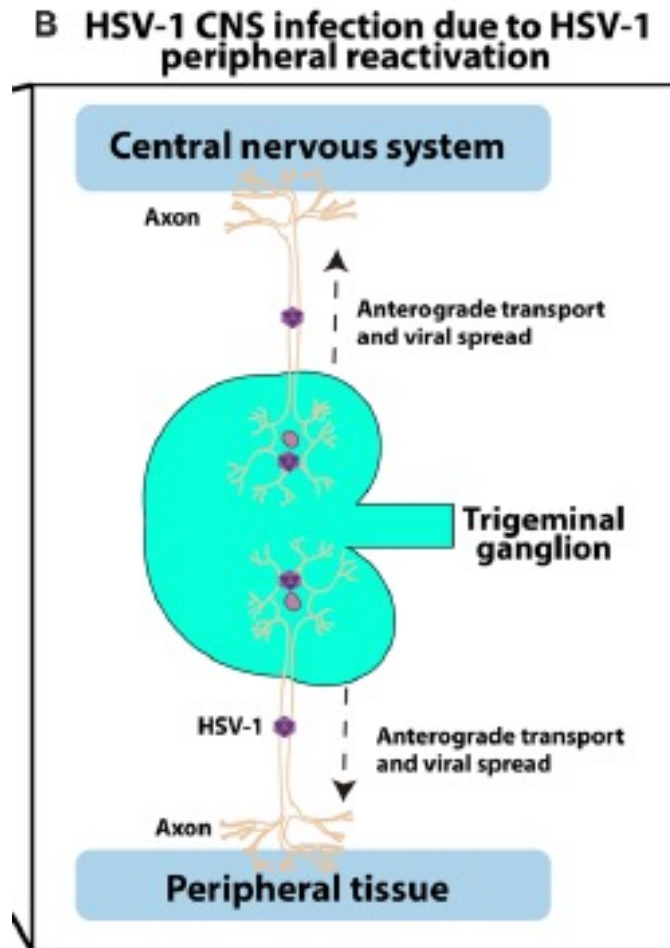 B HSV-1 CNS infection due to HSV-1
peripheral reactivation
Central nervous system
Axon
Anterograde transport
and viral spread
Trigeminal
ganglion
HSV-1
Anterograde transport
and viral spread
Axon
Peripheral tissue